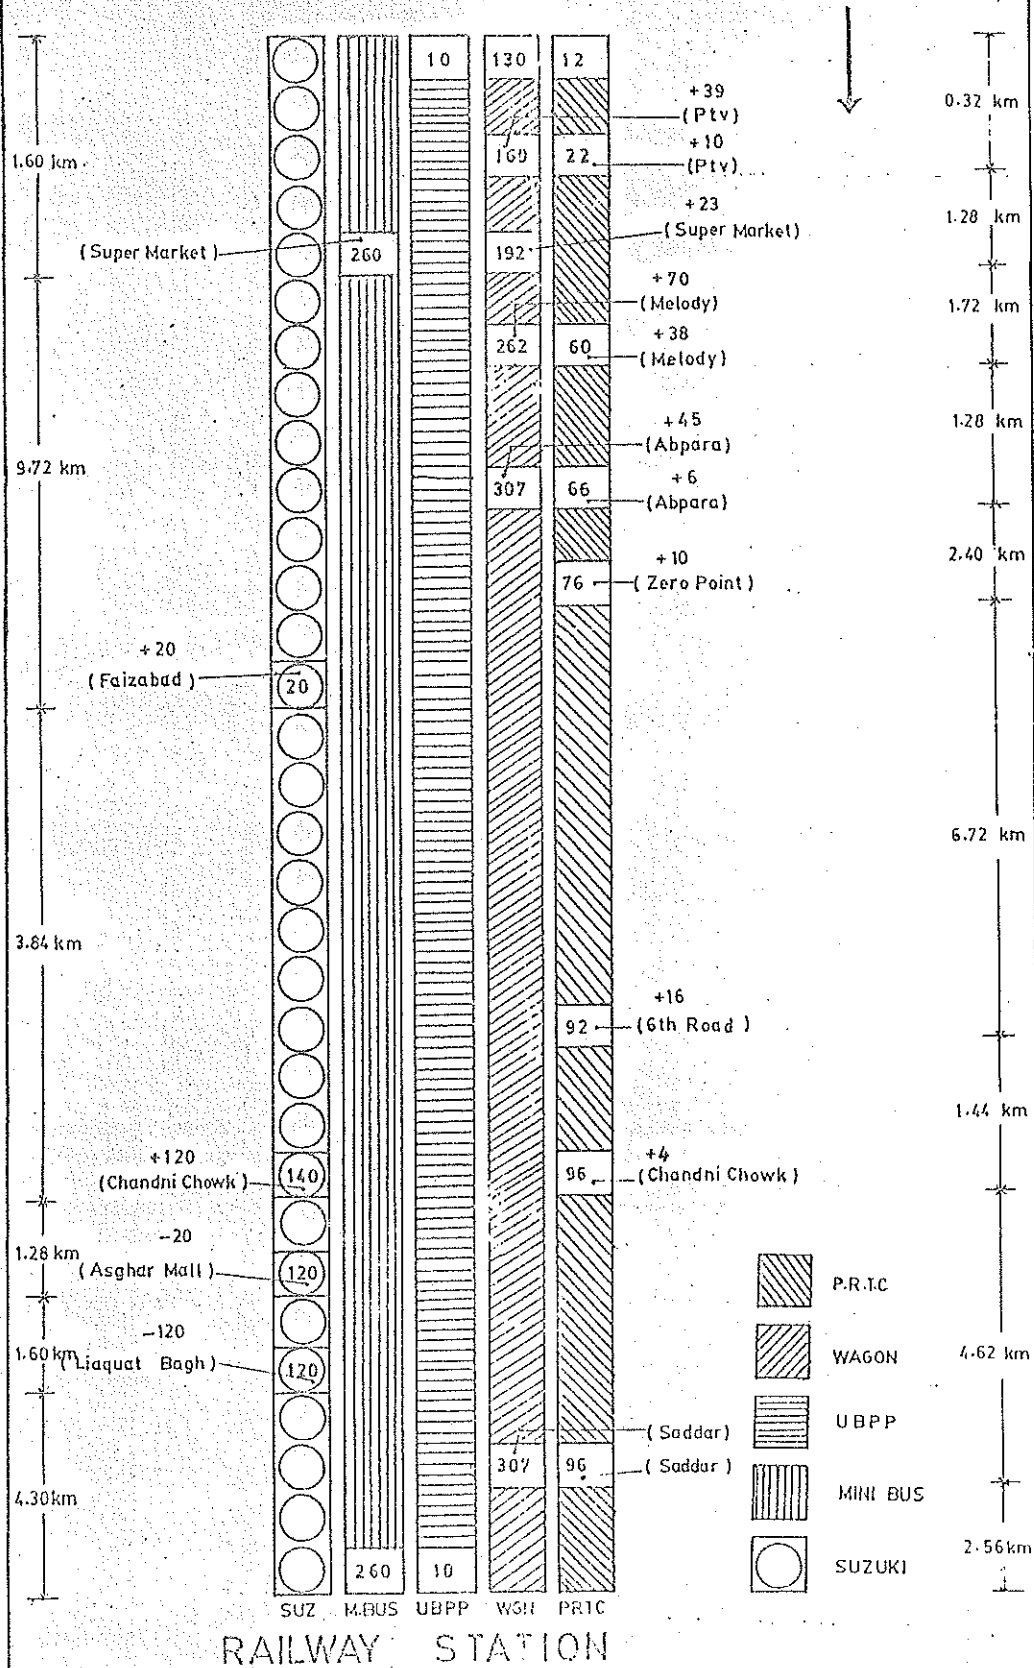 10 130 12
+39
(Ptv)
0.32 km
1.60 km
169 22
+10
(Ptv)
+23
(Super Market)
1.28 km
(Super Market)
260 192
+70
(Melody)
1.72 km
262 60
+38
(Melody)
+45
(Abpara)
1.28 km
9.72 km
307 66
+6
(Abpara)
+10
(Zero Point)
76
2.40 km
+20
(Faizabad)
20
6.72 km
3.84 km
+16
(6th Road)
92
1.44 km
+120
(Chandni Chowk)
140 96
+4
(Chandni Chowk)
-20
(Asghar Mall)
1.28 km
120
P.R.T.C
-120
(Liaquat Bagh)
1.60 km
120
WAGON
4.62 km
UBPP
(Saddar)
307 96
(Saddar)
4.30 km
MINI BUS
2.56 km
260 10
SUZUKI
SUZ M.BUS UBPP WGN PRTC
RAILWAY STATION